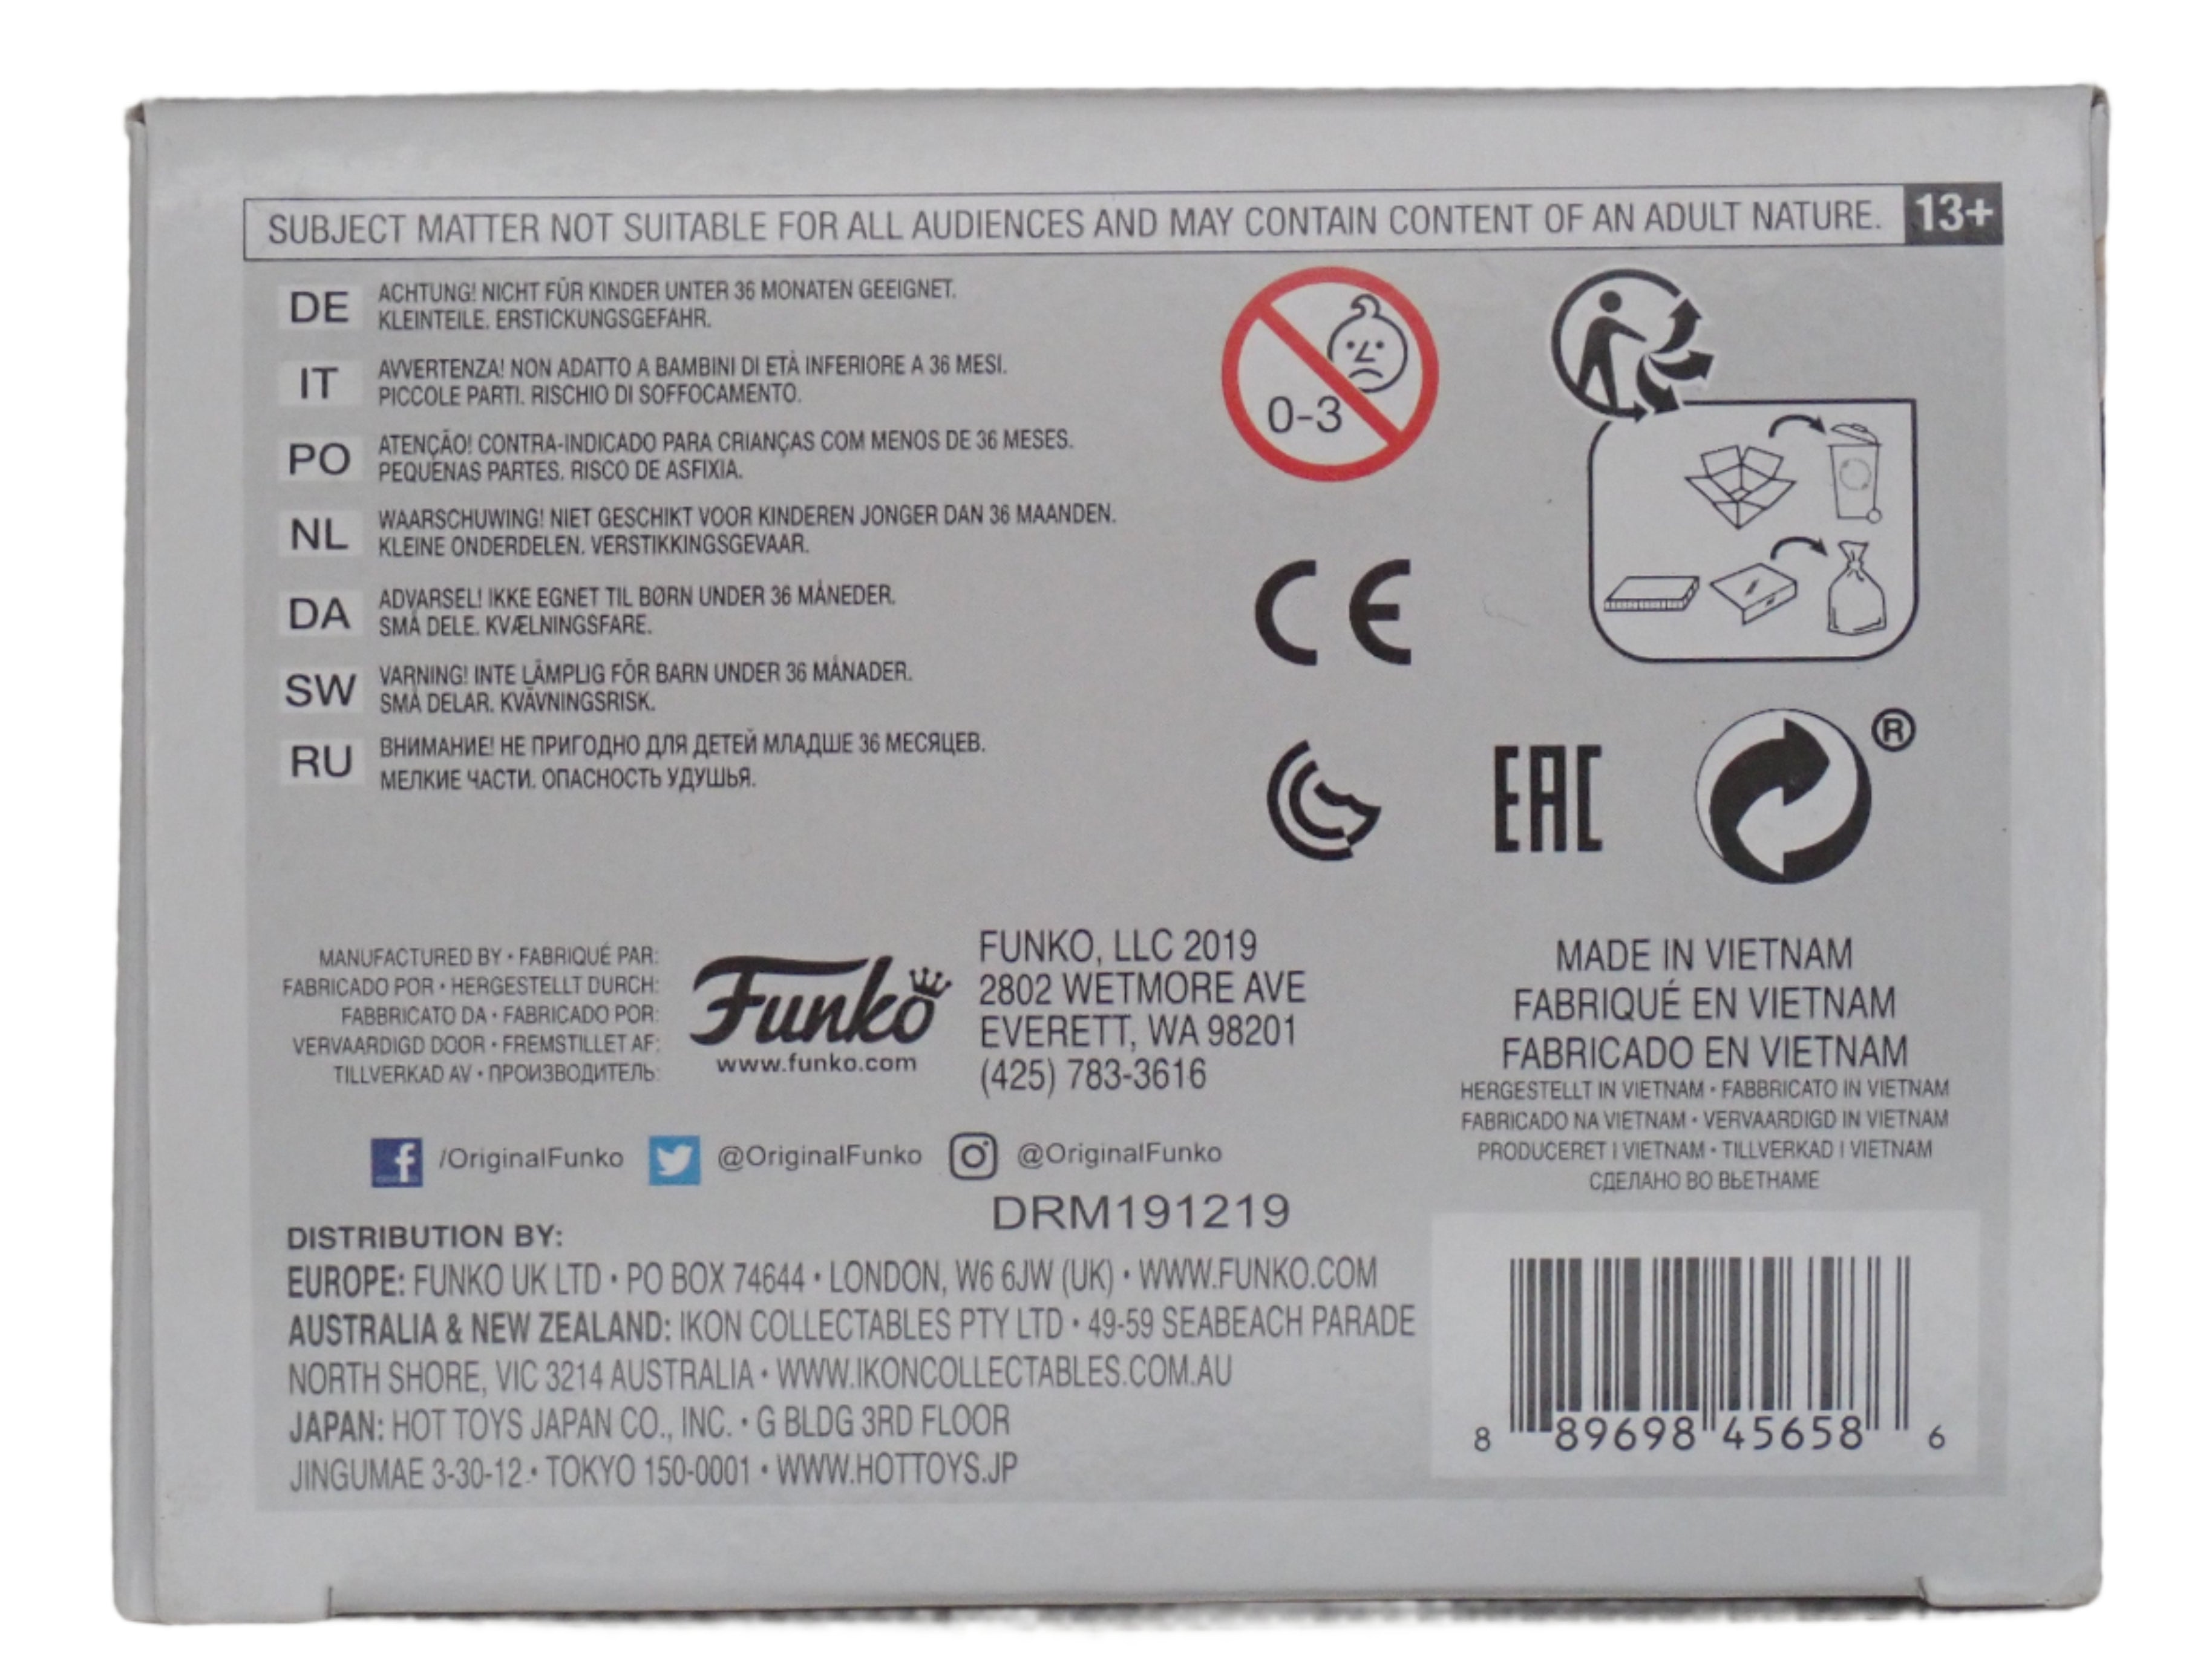 SUBJECT MATTER NOT SUITABLE FOR ALL AUDIENCES AND MAY CONTAIN CONTENT OF AN ADULT NATURE. 13+
DE ACHTUNG! NICHT FÜR KINDER UNTER 36 MONATEN GEEIGNET.
KLEINTEILE. ERSTICKUNGSGEFAHR.
IT AVVERTENZA! NON ADATTO A BAMBINI DI ETÀ INFERIORE A 36 MESI.
PICCOLE PARTI. RISCHIO DI SOFFOCAMENTO.
PO ATENÇÃO! CONTRA-INDICADO PARA CRIANÇAS COM MENOS DE 36 MESES.
PEQUENAS PARTES. RISCO DE ASFIXIA.
NL WAARSCHUWING! NIET GESCHIKT VOOR KINDEREN JONGER DAN 36 MAANDEN.
KLEINE ONDERDELEN. VERSTIKKINGSGEVAAR.
DA ADVARSEL! IKKE EGNET TIL BØRN UNDER 36 MÅNEDER.
SMÅ DELE. KVÆLNINGSFARE.
SW VARNING! INTE LÄMPLIG FÖR BARN UNDER 36 MÅNADER.
SMÅ DELAR. KVÄVNINGSRISK.
RU ВНИМАНИЕ! НЕ ПРИГОДНО ДЛЯ ДЕТЕЙ МЛАДШЕ 36 МЕСЯЦЕВ.
МЕЛКИЕ ЧАСТИ. ОПАСНОСТЬ УДУШЬЯ.
0-3
CE
EAC
®
MANUFACTURED BY • FABRIQUÉ PAR:
FABRICADO POR • HERGESTELLT DURCH:
FABBRICATO DA • FABRICADO POR:
VERVAARDIGD DOOR • FREMSTILLET AF:
TILLVERKAD AV • ПРОИЗВОДИТЕЛЬ:
Funko
www.funko.com
FUNKO, LLC 2019
2802 WETMORE AVE
EVERETT, WA 98201
(425) 783-3616
MADE IN VIETNAM
FABRIQUÉ EN VIETNAM
FABRICADO EN VIETNAM
HERGESTELLT IN VIETNAM • FABBRICATO IN VIETNAM
FABRICADO NA VIETNAM • VERVAARDIGD IN VIETNAM
PRODUCERET I VIETNAM • TILLVERKAD I VIETNAM
СДЕЛАНО ВО ВЬЕТНАМЕ
f /OriginalFunko @OriginalFunko @OriginalFunko
DRM191219
DISTRIBUTION BY:
EUROPE: FUNKO UK LTD • PO BOX 74644 • LONDON, W6 6JW (UK) • WWW.FUNKO.COM
AUSTRALIA & NEW ZEALAND: IKON COLLECTABLES PTY LTD • 49-59 SEABEACH PARADE
NORTH SHORE, VIC 3214 AUSTRALIA • WWW.IKONCOLLECTABLES.COM.AU
JAPAN: HOT TOYS JAPAN CO., INC. • G BLDG 3RD FLOOR
JINGUMAE 3-30-12 • TOKYO 150-0001 • WWW.HOTTOYS.JP
8 89698 45658 6